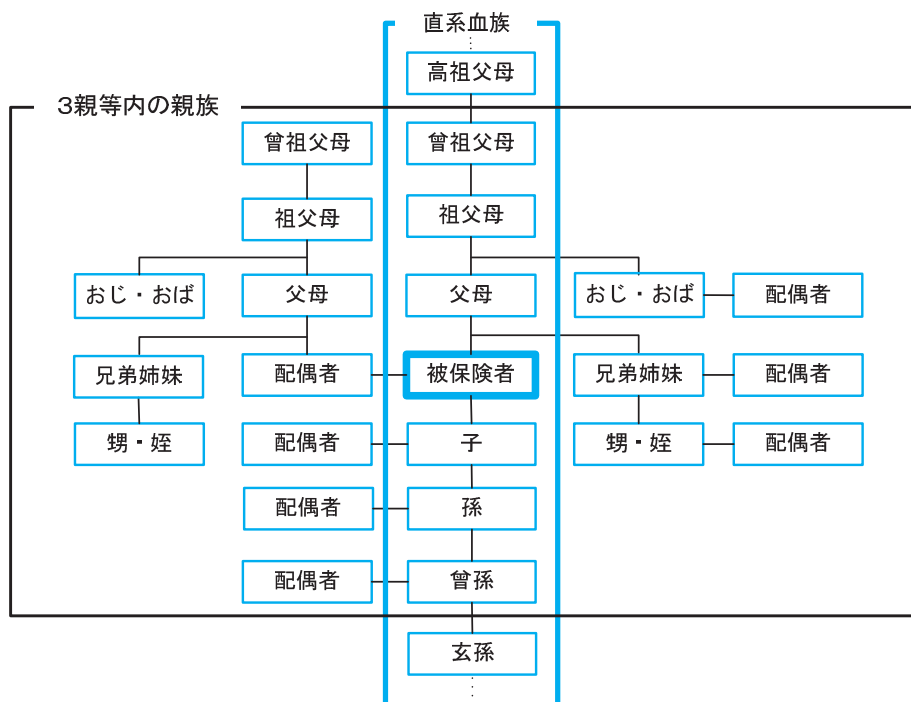 直系血族
高祖父母
3親等内の親族
曾祖父母 曾祖父母
祖父母 祖父母
おじ・おば 父母 父母 おじ・おば 配偶者
兄弟姉妹 配偶者 被保険者 兄弟姉妹 配偶者
甥・姪 配偶者 子 甥・姪 配偶者
配偶者 孫
配偶者 曾孫
玄孫